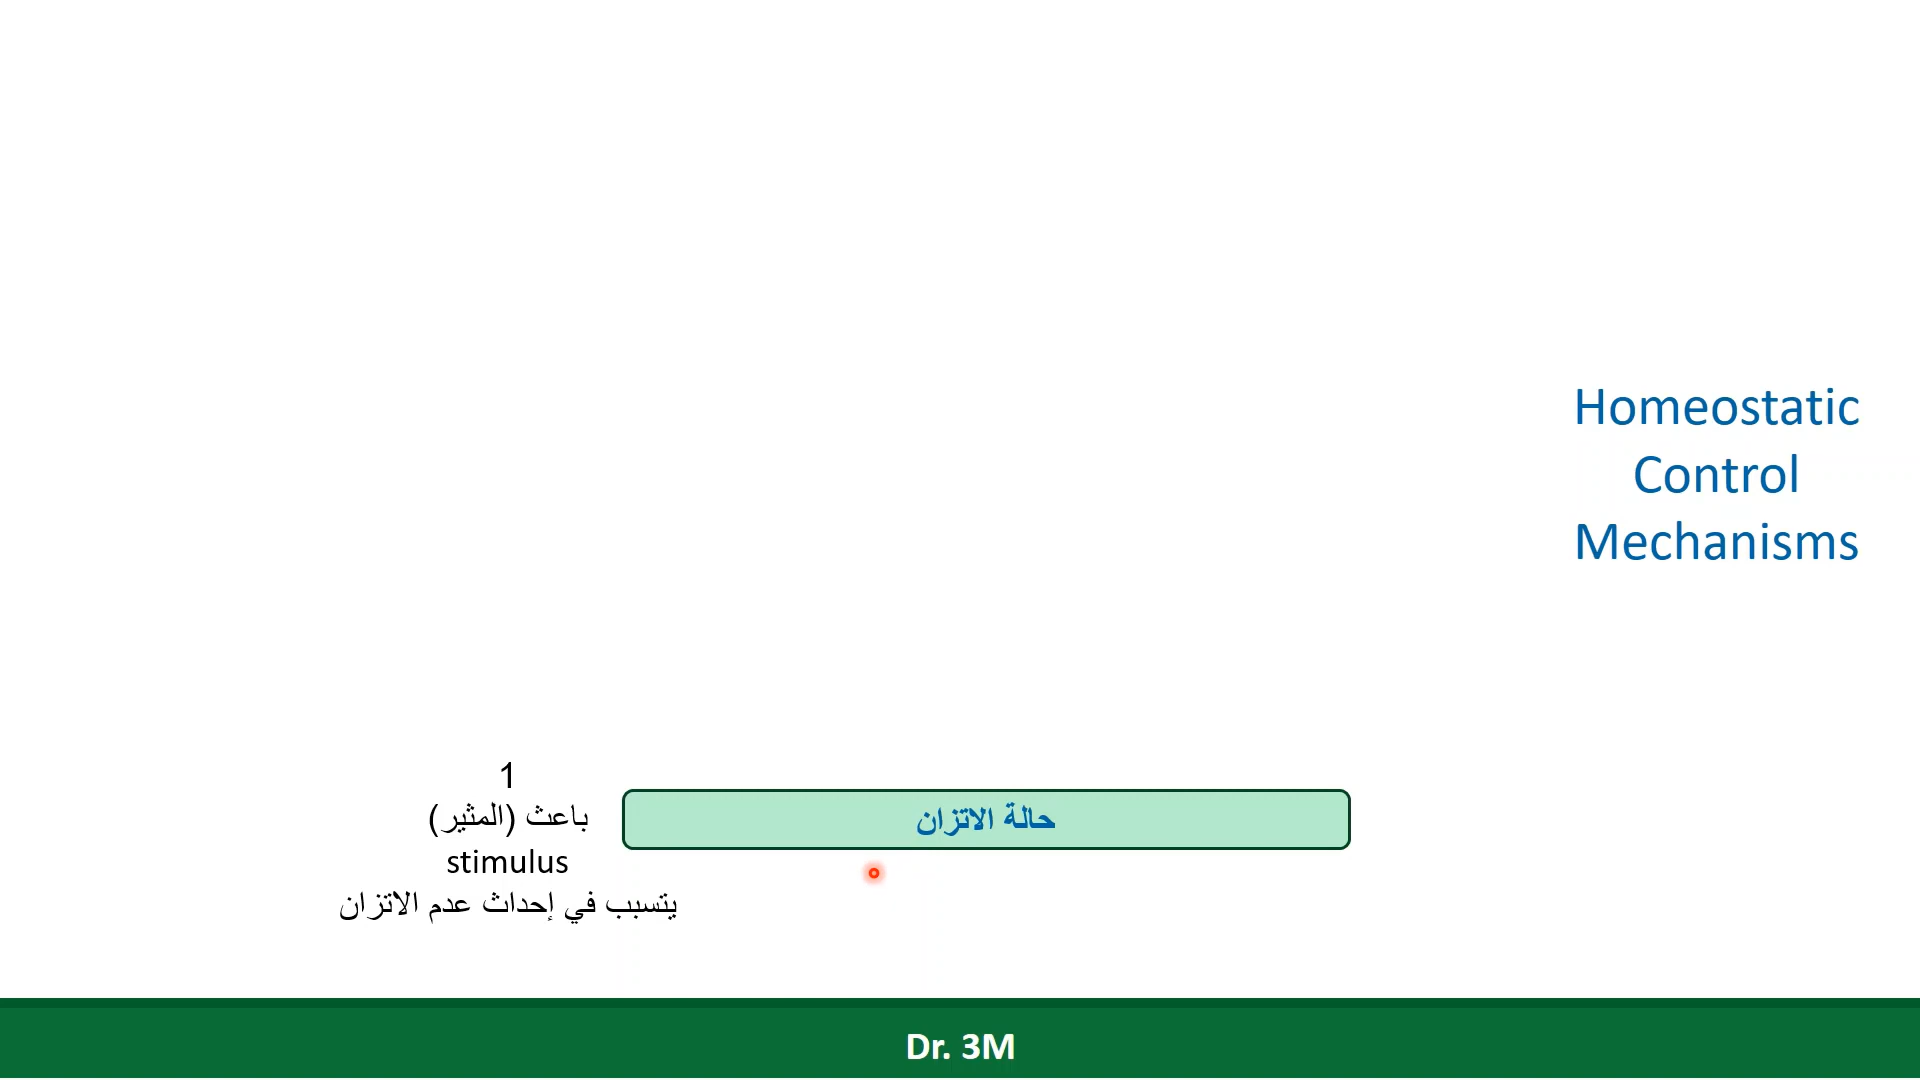 Homeostatic
Control
Mechanisms
1
باعث (المثير)
stimulus
يتسبب في إحداث عدم الاتزان
حالة الاتزان
Dr. 3M